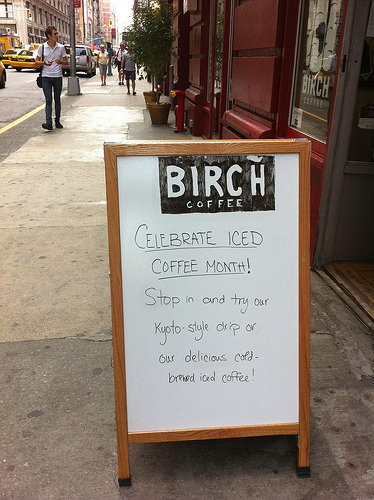 BIRCH
COFFEE
CELEBRATE ICED
COFFEE MONTH!
Stop in and try our
Kyoto-style drip or
our delicious cold-
brewed iced coffee!
BIRCH